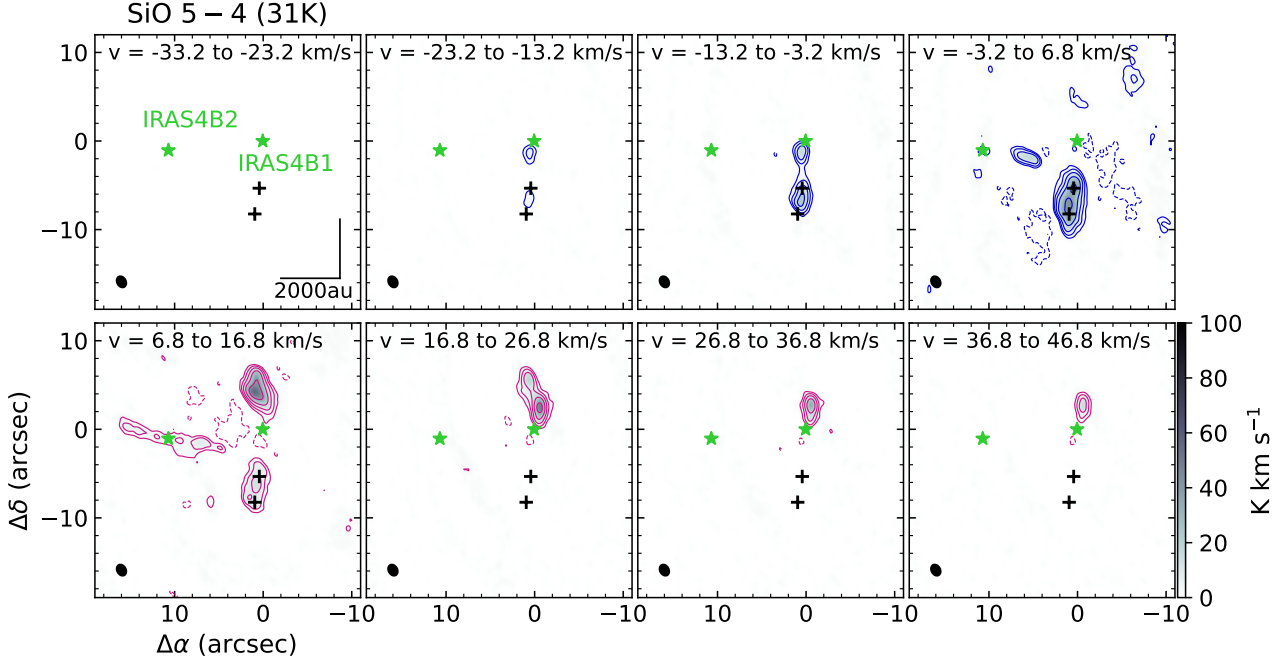 SiO 5 − 4 (31K)
v = -33.2 to -23.2 km/s
v = -23.2 to -13.2 km/s
v = -13.2 to -3.2 km/s
v = -3.2 to 6.8 km/s
10
IRAS4B2
0
IRAS4B1
−10
2000au
v = 6.8 to 16.8 km/s
v = 16.8 to 26.8 km/s
v = 26.8 to 36.8 km/s
v = 36.8 to 46.8 km/s
10
0
−10
Δδ (arcsec)
10 0 −10
10 0 −10
10 0 −10
10 0 −10
Δα (arcsec)
100
80
60
40
20
0
K km s⁻¹